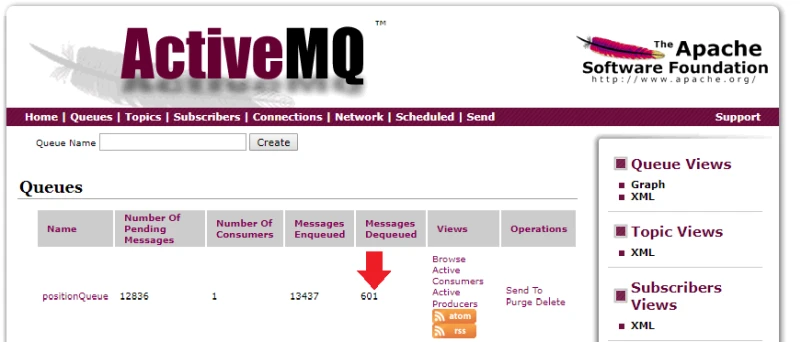 ActiveMQ ™
The Apache
Software Foundation
http://www.apache.org/
Home | Queues | Topics | Subscribers | Connections | Network | Scheduled | Send
Support
Queue Name
Create
Queues
Name
Number Of Pending Messages
Number Of Consumers
Messages Enqueued
Messages Dequeued
Views
Operations
positionQueue
12836
1
13437
601
Browse
Active
Consumers
Active
Producers
atom
rss
Send To
Purge Delete
Queue Views
Graph
XML
Topic Views
XML
Subscribers
Views
XML